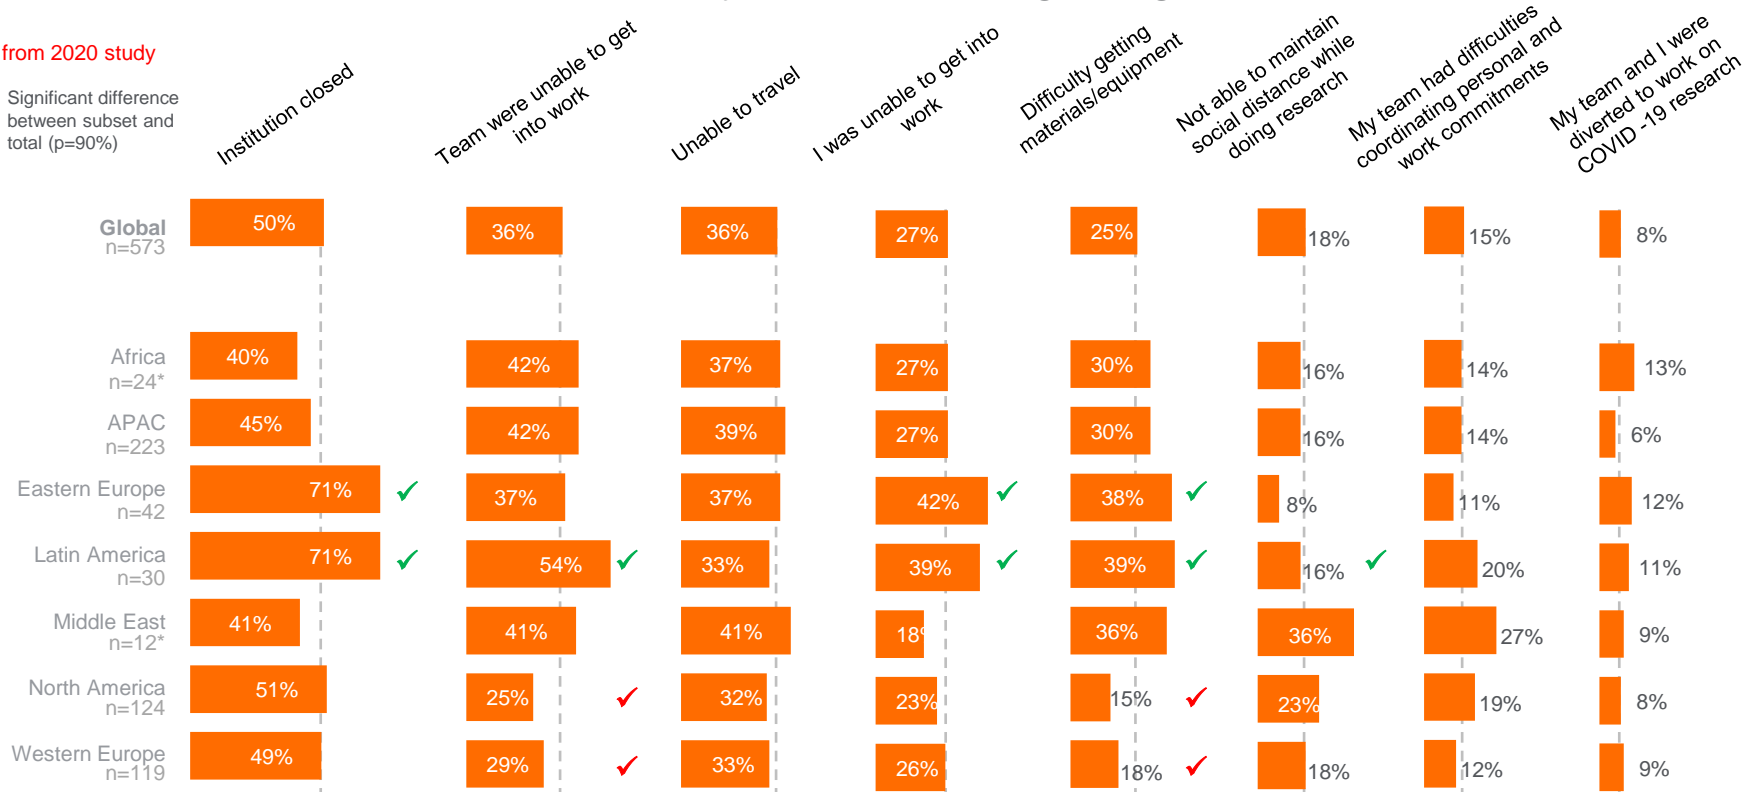 from 2020 study
Significant difference
between subset and
total (p=90%)
Institution closed
Team were unable to get
into work
Unable to travel
I was unable to get into
work
Difficulty getting
materials/equipment
Not able to maintain
social distance while
doing research
My team had difficulties
coordinating personal and
work commitments
My team and I were
diverted to work on
COVID -19 research
Global
n=573
50% 36% 36% 27% 25% 18% 15% 8%
Africa
n=24*
40% 42% 37% 27% 30% 16% 14% 13%
APAC
n=223
45% 42% 39% 27% 30% 16% 14% 6%
Eastern Europe
n=42
71% 37% 37% 42% 38% 8% 11% 12%
Latin America
n=30
71% 54% 33% 39% 39% 16% 20% 11%
Middle East
n=12*
41% 41% 41% 18% 36% 36% 27% 9%
North America
n=124
51% 25% 32% 23% 15% 23% 19% 8%
Western Europe
n=119
49% 29% 33% 26% 18% 18% 12% 9%